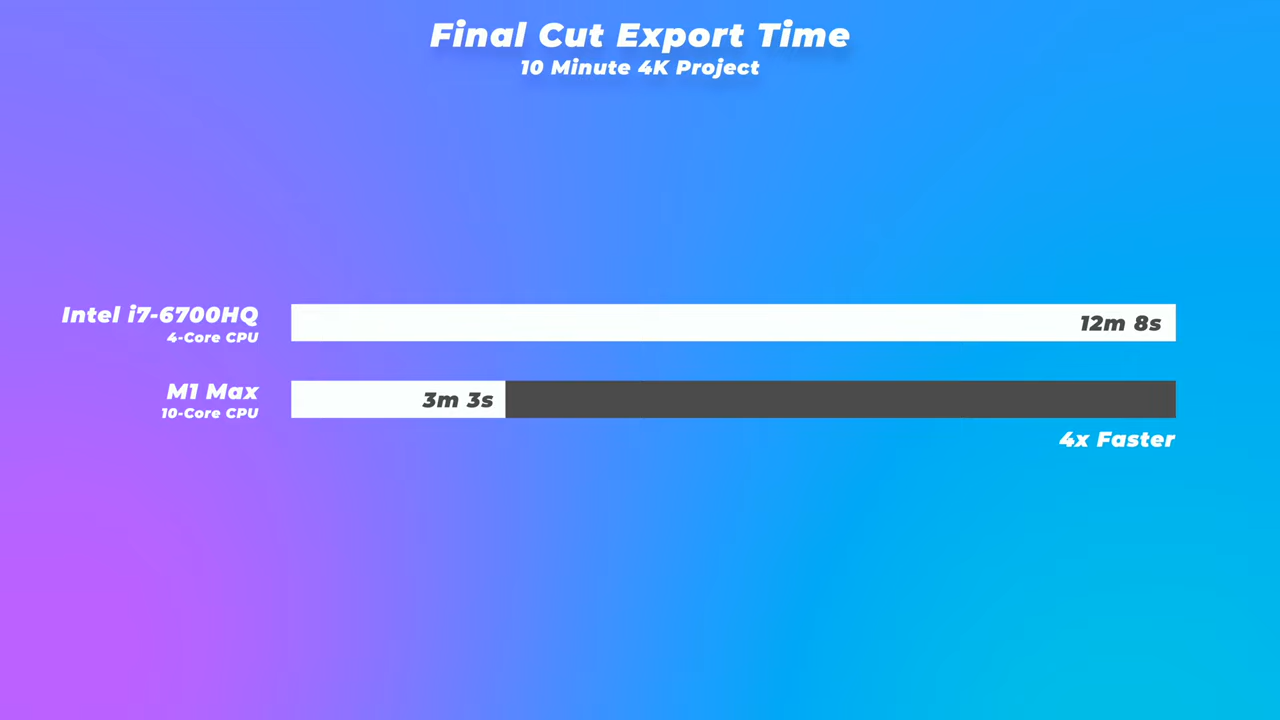 Final Cut Export Time
10 Minute 4K Project
Intel i7-6700HQ
4-Core CPU
12m 8s
M1 Max
10-Core CPU
3m 3s
4x Faster